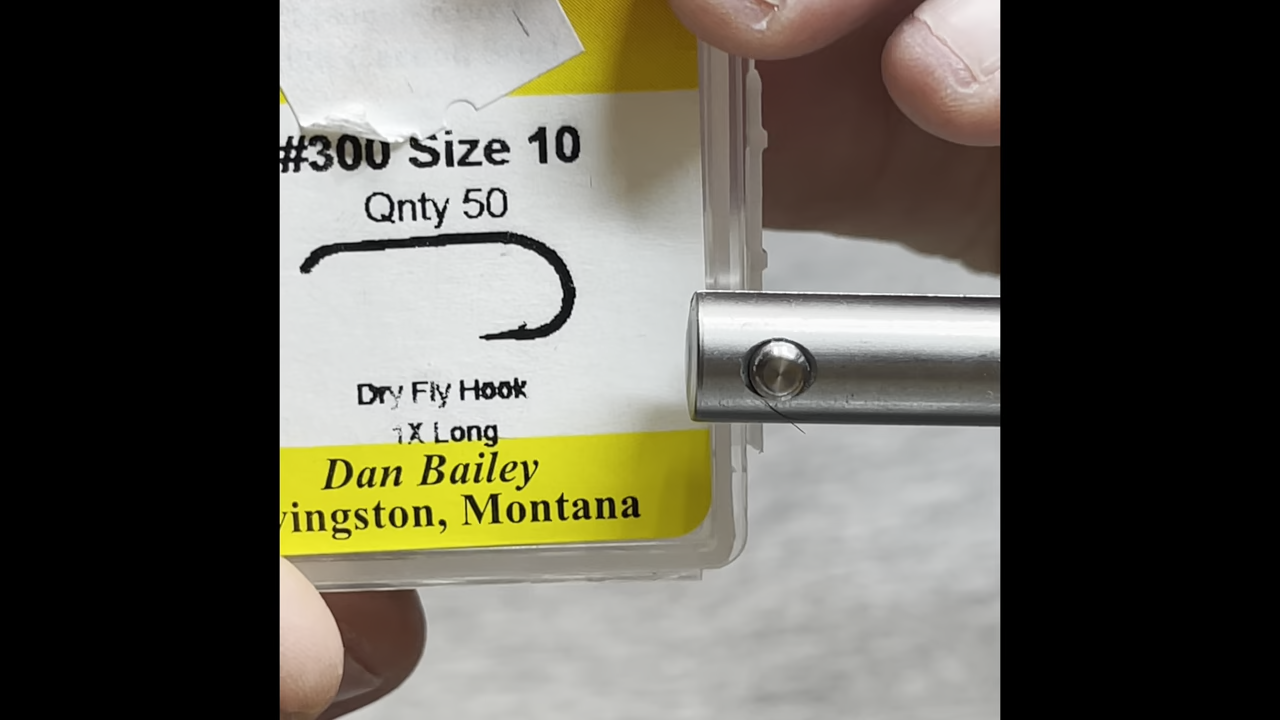 #300 Size 10
Qnty 50
Dry Fly Hook
1X Long
Dan Bailey
vingston, Montana